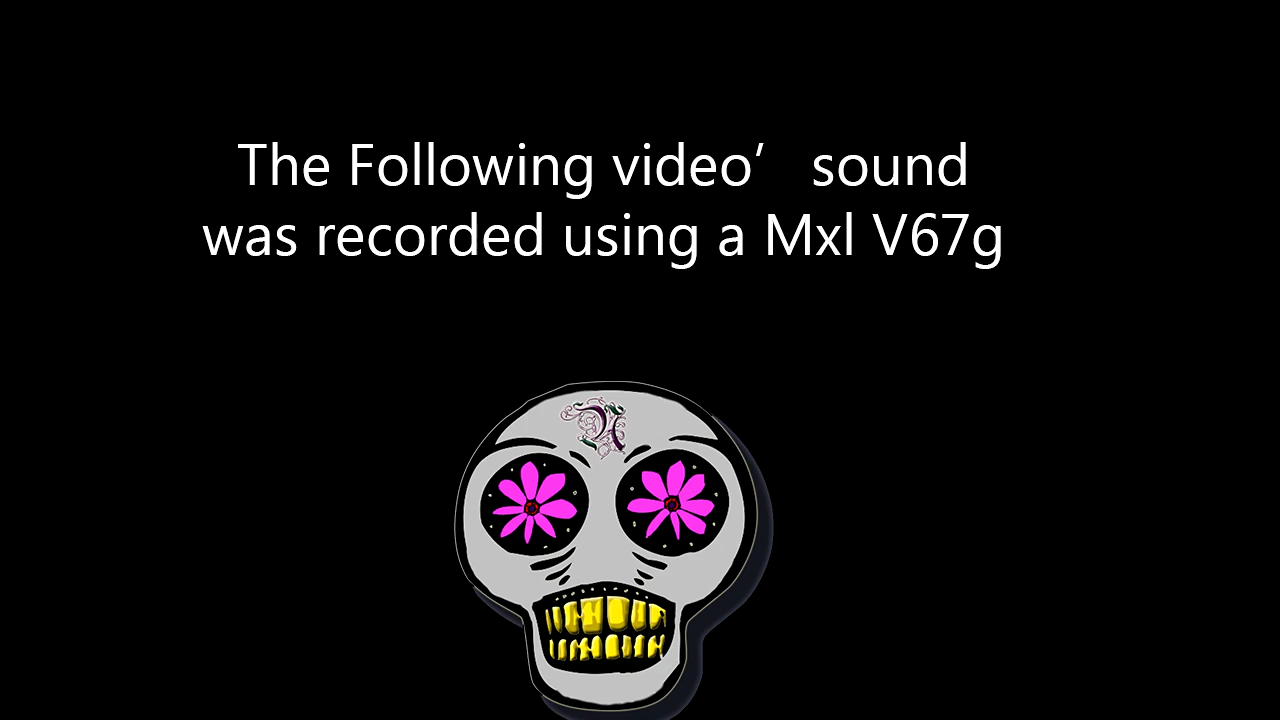 The Following video’ sound
was recorded using a Mxl V67g